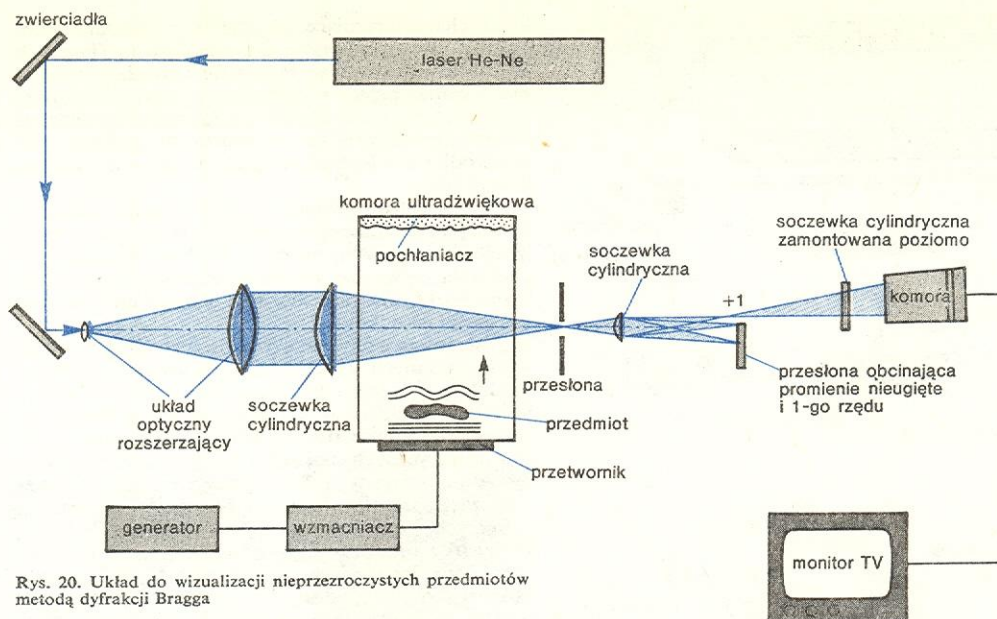 zwierciadła
laser He-Ne
komora ultradźwiękowa
pochłaniacz
soczewka
cylindryczna
soczewka cylindryczna
zamontowana poziomo
+1
komora
przesłona
przesłona obcinająca
promienie nieugięte
i 1-go rzędu
układ
optyczny
rozszerzający
soczewka
cylindryczna
przedmiot
przetwornik
generator
wzmacniacz
monitor TV
Rys. 20. Układ do wizualizacji nieprzezroczystych przedmiotów
metodą dyfrakcji Bragga